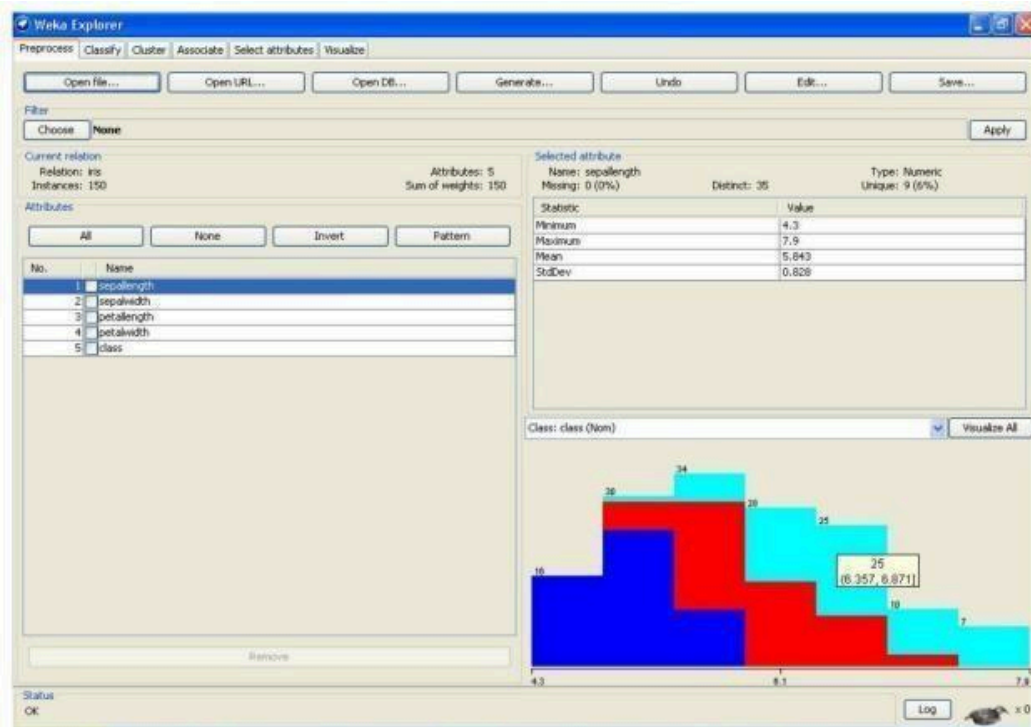 Weka Explorer
Preprocess Classify Cluster Associate Select attributes Visualize
Open file... Open URL... Open DB... Generate... Undo Edit... Save...
Filter
Choose None Apply
Current relation
Relation: iris Attributes: 5
Instances: 150 Sum of weights: 150
Attributes
All None Invert Pattern
No. Name
1 sepallength
2 sepalwidth
3 petallength
4 petalwidth
5 class
Remove
Selected attribute
Name: sepallength Type: Numeric
Missing: 0 (0%) Distinct: 35 Unique: 9 (6%)
Statistic Value
Minimum 4.3
Maximum 7.9
Mean 5.843
StdDev 0.828
Class: class (Nom) Visualize All
34
30
28
25
25
(6.357, 6.871]
16
10
7
4.3 6.1 7.9
Status
OK Log x 0